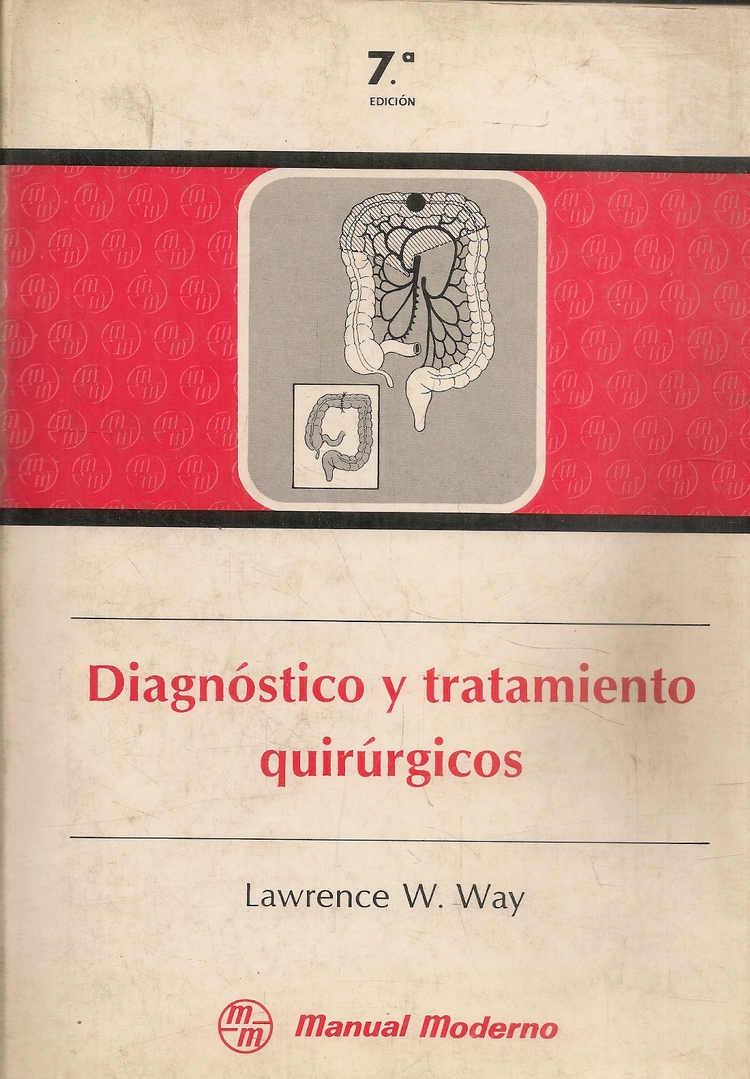 7.ª
EDICIÓN
Diagnóstico y tratamiento
quirúrgicos
Lawrence W. Way
m
m
Manual Moderno